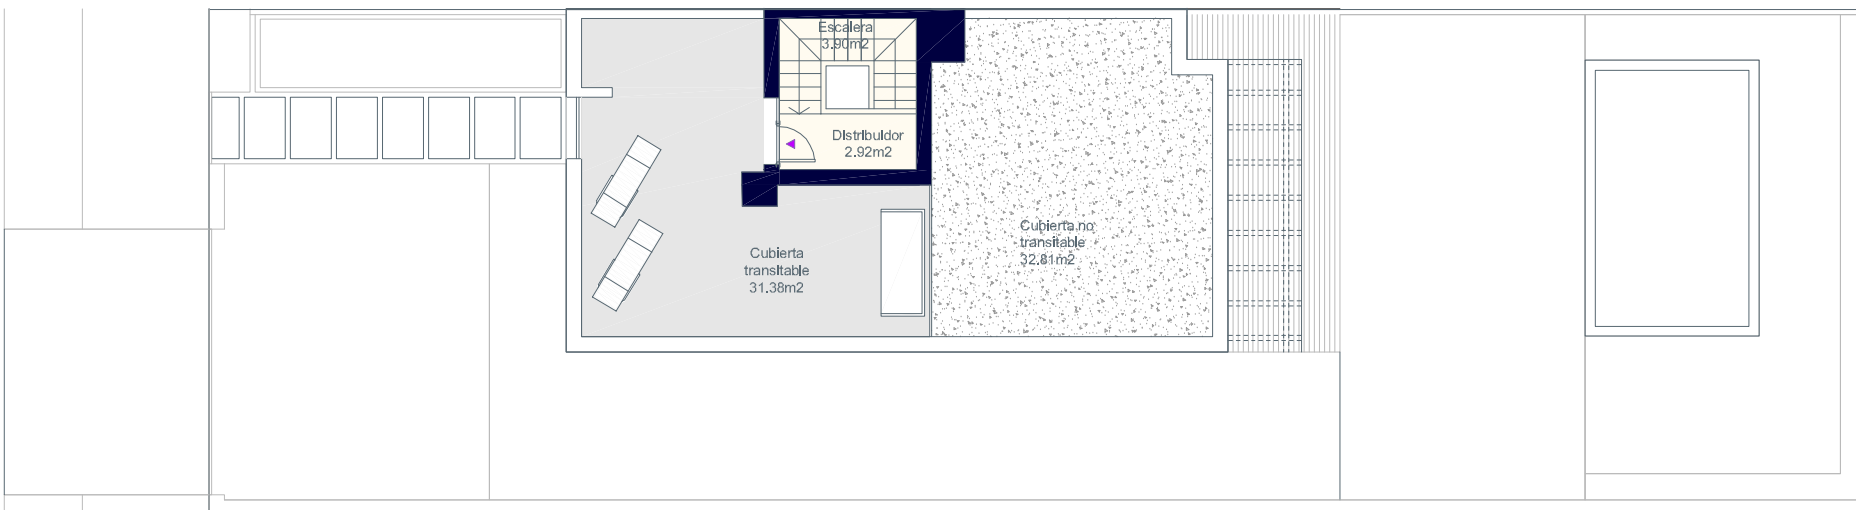 Escalera
3.90m2
Distribuidor
2.92m2
Cubierta
transitable
31.38m2
Cubierta no
transitable
32.81m2